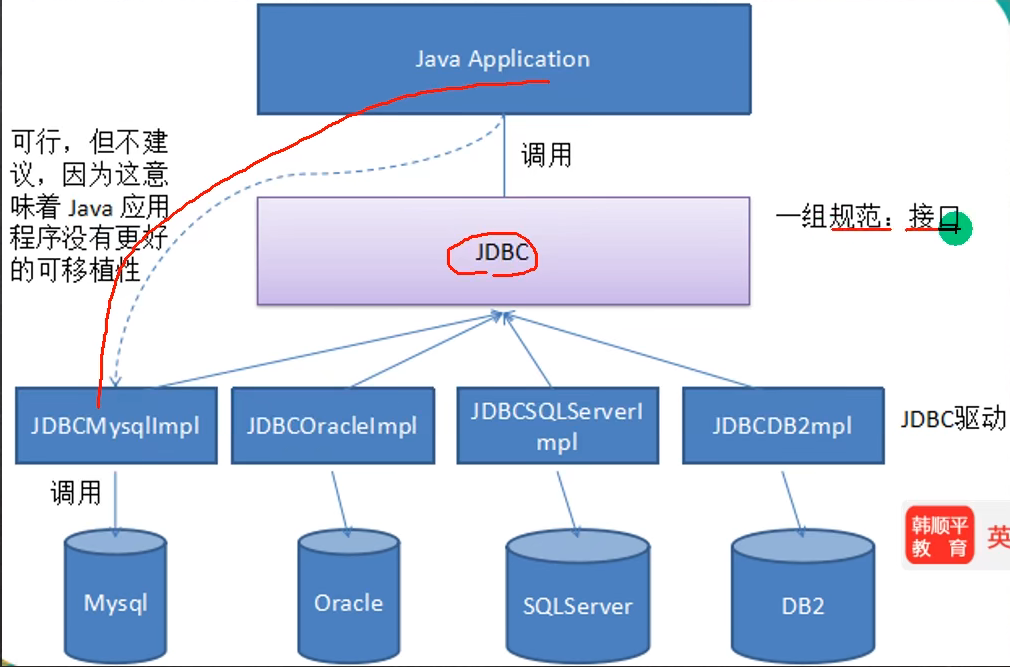 Java Application
可行，但不建
议，因为这意
味着 Java 应用
程序没有更好
的可移植性
调用
JDBC
一组规范：接口
JDBCMysqlImpl
JDBCOracleImpl
JDBCSQLServerI
mpl
JDBCDB2mpl
JDBC驱动
调用
韩顺平
教 育
英
Mysql
Oracle
SQLServer
DB2